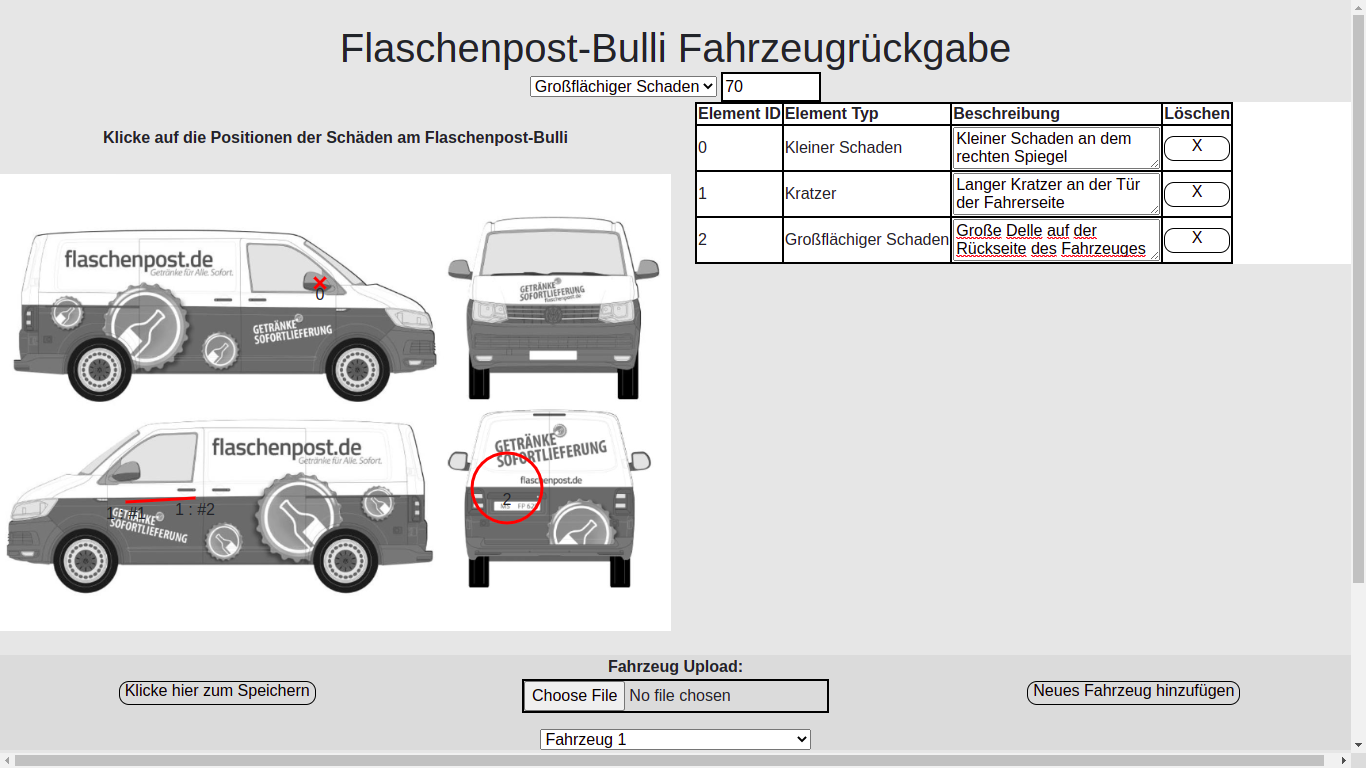 Flaschenpost-Bulli Fahrzeugrückgabe
Großflächiger Schaden 70
Klicke auf die Positionen der Schäden am Flaschenpost-Bulli
Element ID Element Typ Beschreibung Löschen
0 Kleiner Schaden Kleiner Schaden an dem
rechten Spiegel X
1 Kratzer Langer Kratzer an der Tür
der Fahrerseite X
2 Großflächiger Schaden Große Delle auf der
Rückseite des Fahrzeuges X
flaschenpost.de
Getränke für Alle. Sofort.
0
GETRÄNKE
SOFORTLIEFERUNG
GETRÄNKE
SOFORTLIEFERUNG
flaschenpost.de
flaschenpost.de
Getränke für Alle. Sofort.
1 : #1 1 : #2
GETRÄNKE
SOFORTLIEFERUNG
GETRÄNKE
SOFORTLIEFERUNG
flaschenpost.de
2
MS FP 62
Fahrzeug Upload:
Klicke hier zum Speichern Choose File No file chosen Neues Fahrzeug hinzufügen
Fahrzeug 1